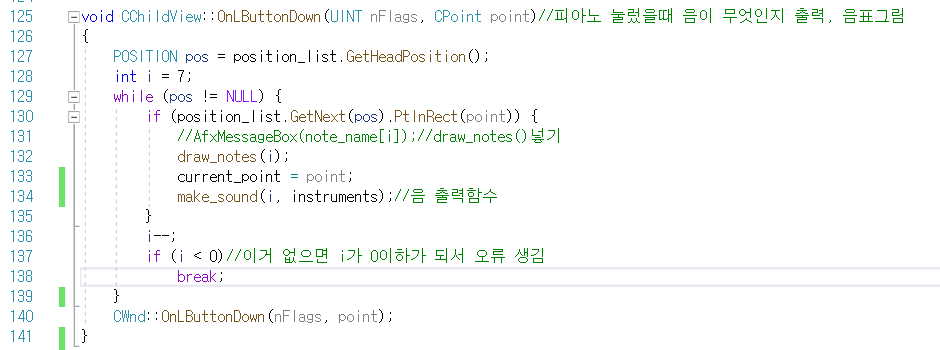 125 void CChildView::OnLButtonDown(UINT nFlags, CPoint point)//피아노 눌렀을때 음이 무엇인지 출력, 음표그림
126 {
127 POSITION pos = position_list.GetHeadPosition();
128 int i = 7;
129 while (pos != NULL) {
130 if (position_list.GetNext(pos).PtInRect(point)) {
131 //AfxMessageBox(note_name[i]);//draw_notes()넣기
132 draw_notes(i);
133 current_point = point;
134 make_sound(i, instruments);//음 출력함수
135 }
136 i--;
137 if (i < 0)//이거 없으면 i가 0이하가 되서 오류 생김
138 break;
139 }
140 CWnd::OnLButtonDown(nFlags, point);
141 }